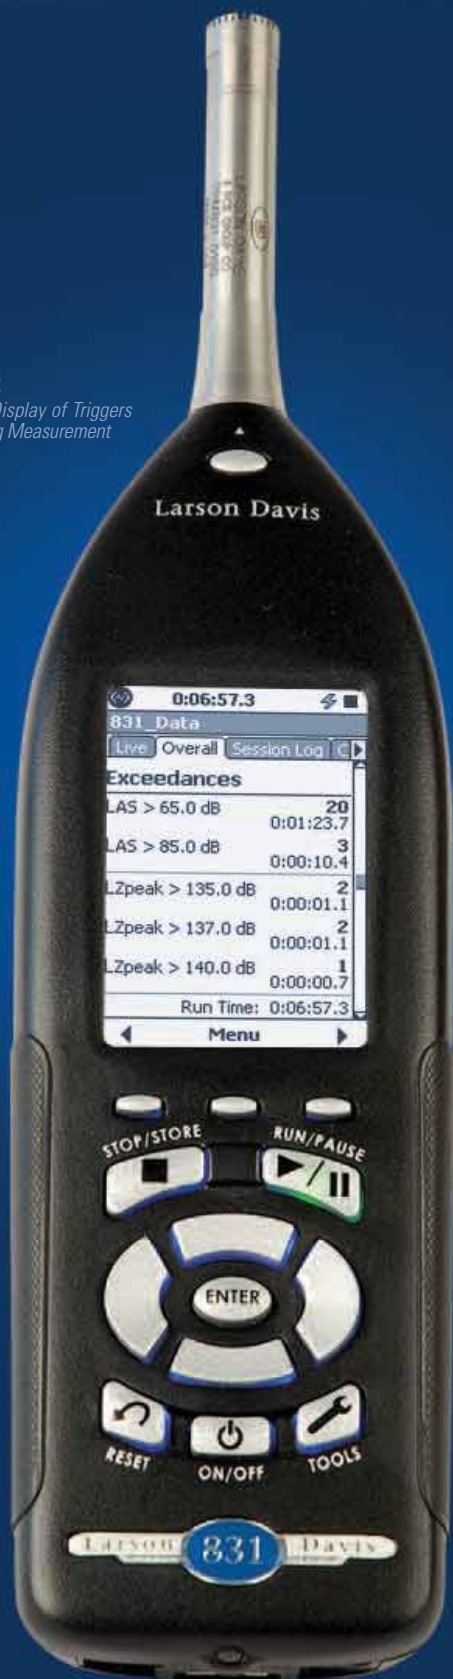 Display of Triggers
Measurement
Larson Davis
0:06:57.3
831_Data
Live Overall Session Log
Exceedances
LAS > 65.0 dB 20
0:01:23.7
LAS > 85.0 dB 3
0:00:10.4
LZpeak > 135.0 dB 2
0:00:01.1
LZpeak > 137.0 dB 2
0:00:01.1
LZpeak > 140.0 dB 1
0:00:00.7
Run Time: 0:06:57.3
Menu
STOP/STORE RUN/PAUSE
ENTER
RESET ON/OFF TOOLS
Larson 831 Davis